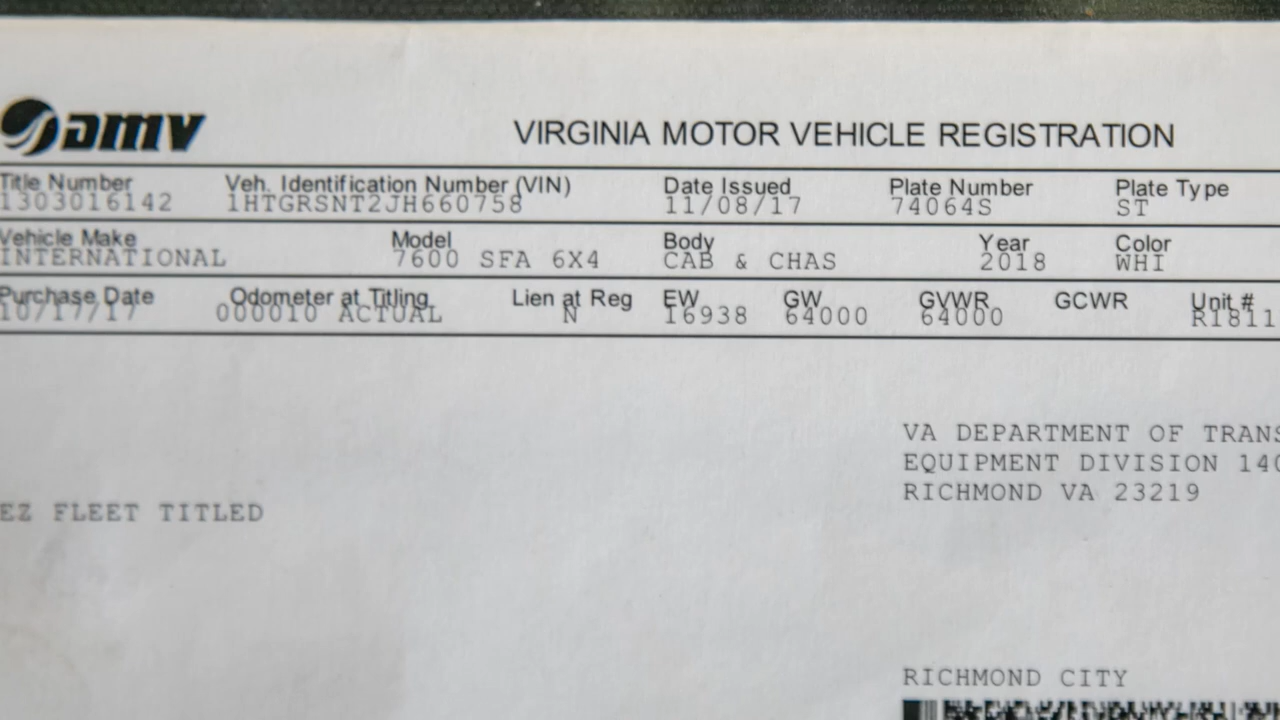 DMV
VIRGINIA MOTOR VEHICLE REGISTRATION
Title Number Veh. Identification Number (VIN) Date Issued Plate Number Plate Type
1303016142 1HTGRSNT2JH660758 11/08/17 74064S ST
Vehicle Make Model Body Year Color
INTERNATIONAL 7600 SFA 6X4 CAB & CHAS 2018 WHI
Purchase Date Odometer at Titling Lien at Reg EW GW GVWR GCWR Unit #
10/17/17 000010 ACTUAL N 16938 64000 64000 R1811
VA DEPARTMENT OF TRANS
EQUIPMENT DIVISION 140
RICHMOND VA 23219
EZ FLEET TITLED
RICHMOND CITY